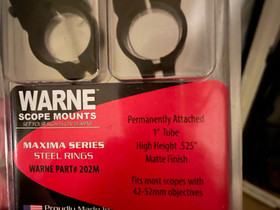 WARNE
SCOPE MOUNTS
MAXIMA SERIES
STEEL RINGS
WARNE PART# 202M
Permanently Attached
1" Tube
High Height .525"
Matte Finish
Fits most scopes with
42-52mm objectives
Proudly Made In